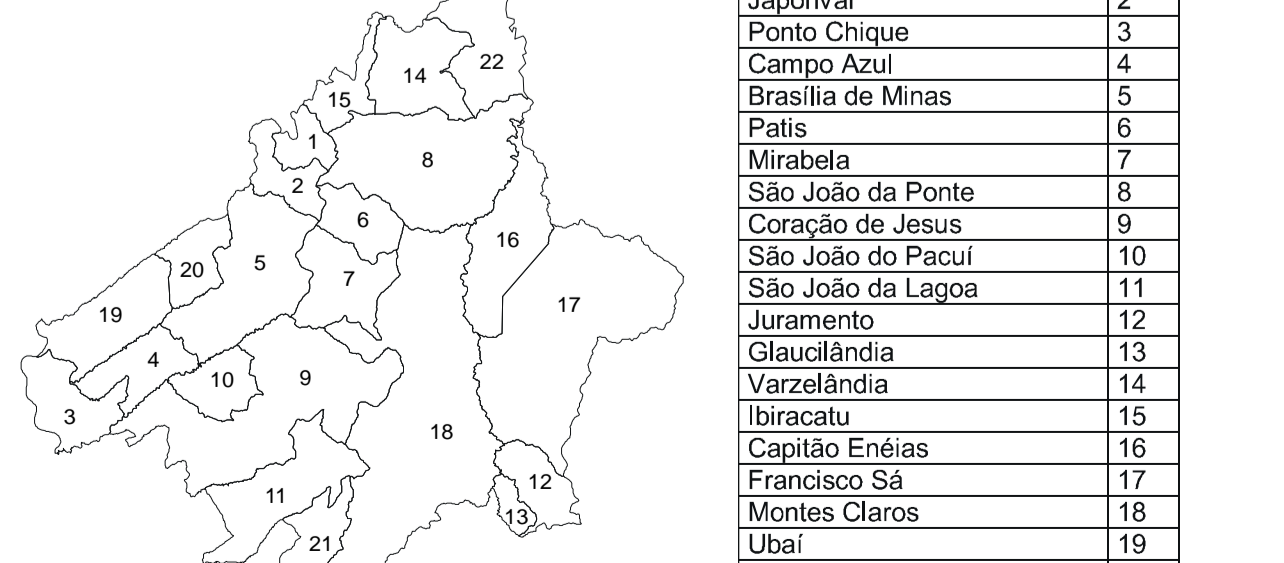 22
14
15
1
8
2
6
16
5
20
7
17
19
4
10
9
3
18
12
11
13
21
Japonvar 2
Ponto Chique 3
Campo Azul 4
Brasília de Minas 5
Patis 6
Mirabela 7
São João da Ponte 8
Coração de Jesus 9
São João do Pacuí 10
São João da Lagoa 11
Juramento 12
Glaucilândia 13
Varzelândia 14
Ibiracatu 15
Capitão Enéias 16
Francisco Sá 17
Montes Claros 18
Ubaí 19